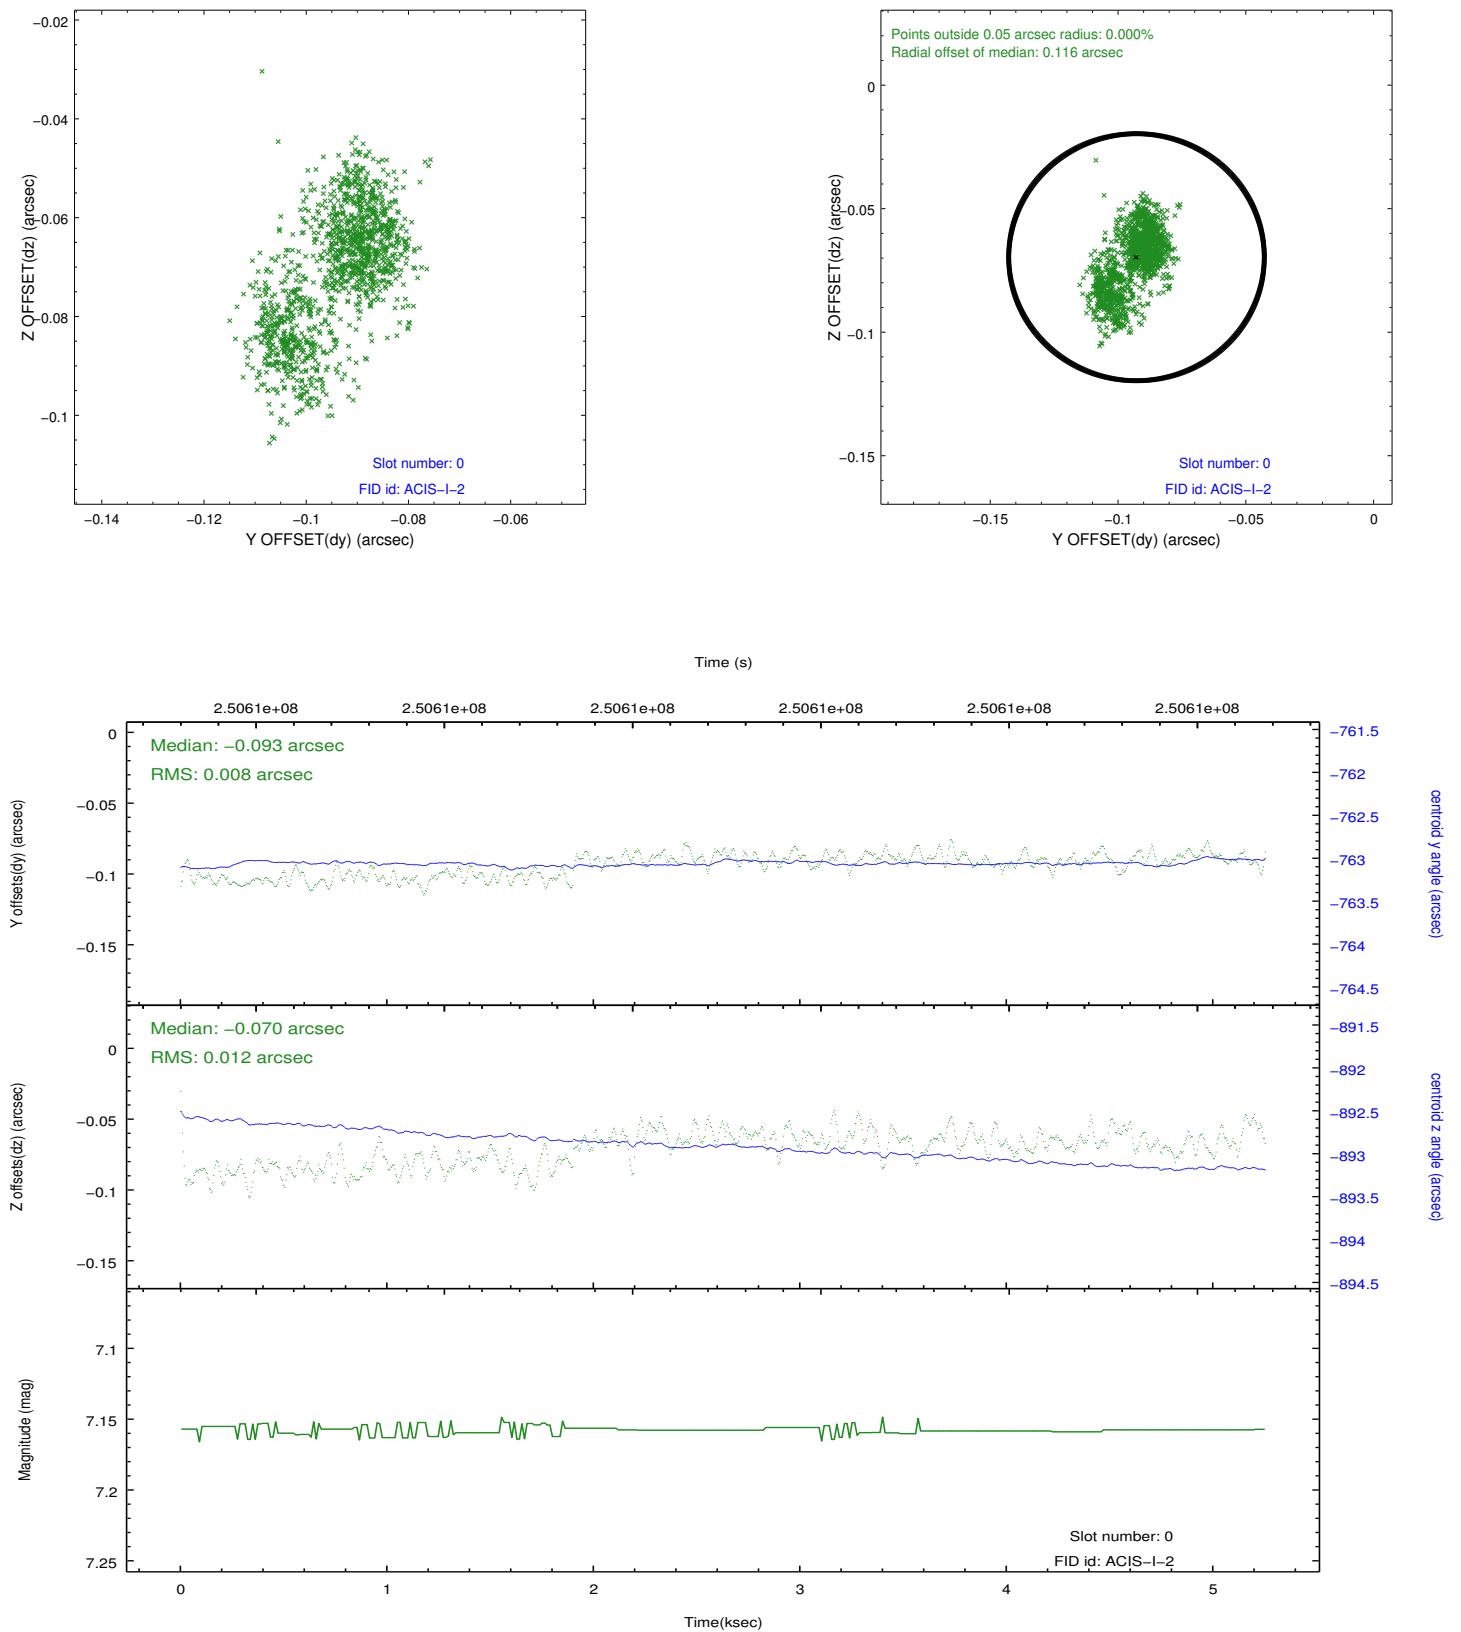 −0.02
−0.04
−0.06
−0.08
−0.1
Z OFFSET(dz) (arcsec)
Slot number: 0
FID id: ACIS−I−2
−0.14 −0.12 −0.1 −0.08 −0.06
Y OFFSET(dy) (arcsec)
Points outside 0.05 arcsec radius: 0.000%
Radial offset of median: 0.116 arcsec
0
−0.05
−0.1
−0.15
Z OFFSET(dz) (arcsec)
Slot number: 0
FID id: ACIS−I−2
−0.15 −0.1 −0.05 0
Y OFFSET(dy) (arcsec)
Time (s)
2.5061e+08 2.5061e+08 2.5061e+08 2.5061e+08 2.5061e+08 2.5061e+08
Median: −0.093 arcsec
RMS: 0.008 arcsec
0
−0.05
−0.1
−0.15
Y offsets(dy) (arcsec)
−761.5
−762
−762.5
−763
−763.5
−764
−764.5
centroid y angle (arcsec)
Median: −0.070 arcsec
RMS: 0.012 arcsec
0
−0.05
−0.1
−0.15
Z offsets(dz) (arcsec)
−891.5
−892
−892.5
−893
−893.5
−894
−894.5
centroid z angle (arcsec)
7.1
7.15
7.2
7.25
Magnitude (mag)
Slot number: 0
FID id: ACIS−I−2
0 1 2 3 4 5
Time(ksec)